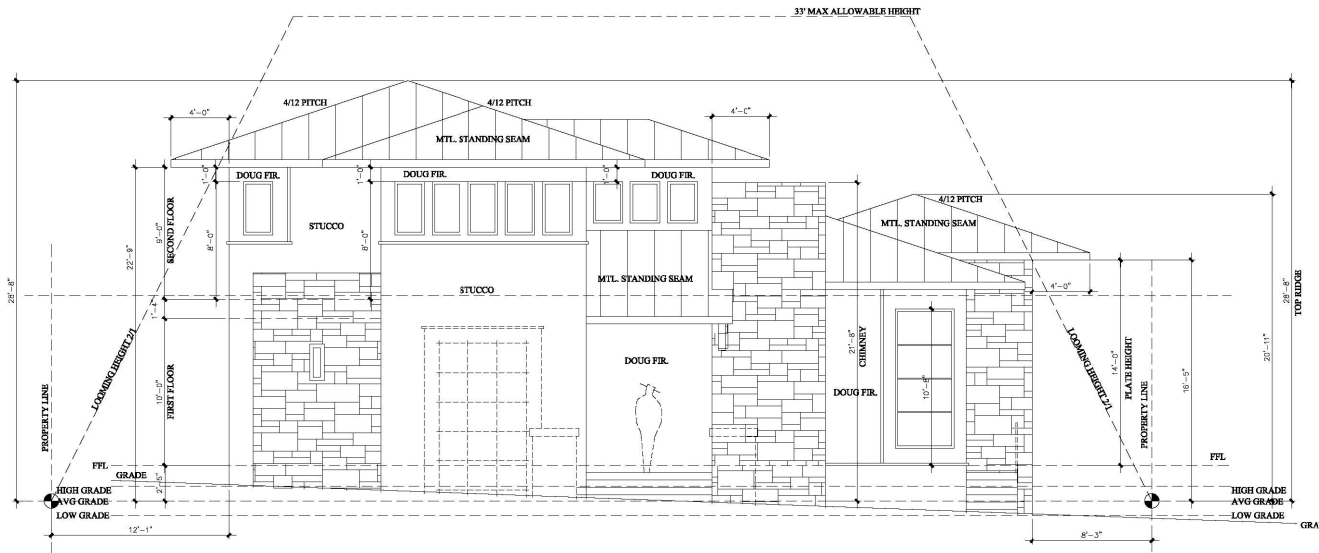 33' MAX ALLOWABLE HEIGHT
4/12 PITCH
4/12 PITCH
4'-0"
MTL. STANDING SEAM
DOUG FIR.
1'-0"
1'-0"
DOUG FIR.
1'-0"
DOUG FIR.
STUCCO
SECOND FLOOR
9'-0"
8'-0"
8'-0"
22'-9"
28'-8"
STUCCO
MTL. STANDING SEAM
4/12 PITCH
MTL. STANDING SEAM
4'-0"
28'-8"
TOP RIDGE
20'-11"
1'-4"
LOOMING HEIGHT 2/1
PROPERTY LINE
10'-0"
FIRST FLOOR
DOUG FIR.
21'-8"
CHIMNEY
DOUG FIR.
10'-8"
LOOMING HEIGHT 2/1
14'-0"
PLATE HEIGHT
PROPERTY LINE
16'-5"
FFL
GRADE
2'-5"
FFL
HIGH GRADE
AVG GRADE
LOW GRADE
12'-1"
HIGH GRADE
AVG GRADE
LOW GRADE
GRA
8'-3"